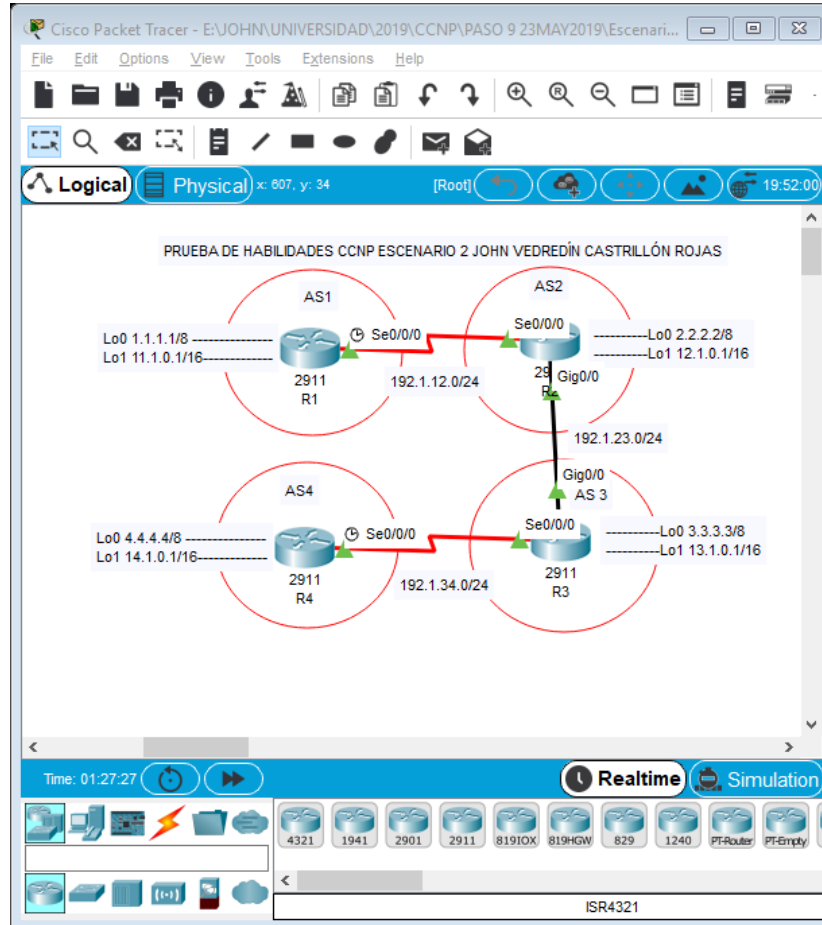 Cisco Packet Tracer - E:\JOHN\UNIVERSIDAD\2019\CCNP\PASO 9 23MAY2019\Escenari...
File Edit Options View Tools Extensions Help
Logical Physical x: 607, y: 34 [Root] 19:52:00
PRUEBA DE HABILIDADES CCNP ESCENARIO 2 JOHN VEDREDÍN CASTRILLÓN ROJAS
AS1
AS2
Lo0 1.1.1.1/8 ---------------
Lo1 11.1.0.1/16-------------
Se0/0/0
2911
R1
192.1.12.0/24
Se0/0/0
----------Lo0 2.2.2.2/8
----------Lo1 12.1.0.1/16
29
Gig0/0
R2
192.1.23.0/24
AS4
Gig0/0
AS 3
Lo0 4.4.4.4/8 ---------------
Lo1 14.1.0.1/16-------------
Se0/0/0
2911
R4
192.1.34.0/24
Se0/0/0
----------Lo0 3.3.3.3/8
----------Lo1 13.1.0.1/16
2911
R3
Time: 01:27:27 Realtime Simulation
4321 1941 2901 2911 819IOX 819HGW 829 1240 PT-Router PT-Empty
ISR4321